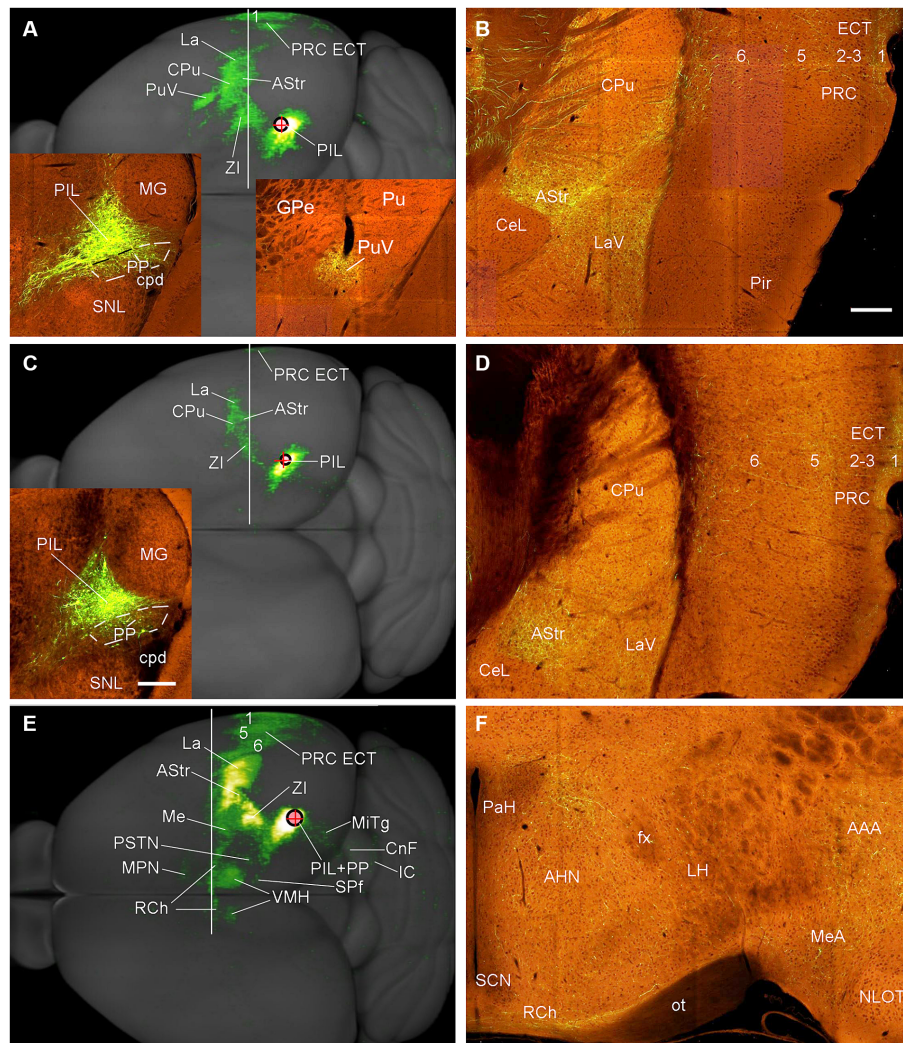 A
1
PRC ECT
La
CPu
AStr
PuV
ZI
PIL
PIL
MG
PP
cpd
SNL
GPe
Pu
PuV
B
ECT
6
5
2-3
1
CPu
PRC
AStr
CeL
LaV
Pir
C
PRC ECT
La
CPu
AStr
ZI
PIL
PIL
MG
PP
cpd
SNL
D
ECT
6
5
2-3
1
CPu
PRC
AStr
LaV
CeL
E
1
5
6
La
PRC ECT
AStr
ZI
Me
MiTg
PSTN
CnF
MPN
PIL+PP
IC
SPf
RCh
VMH
F
PaH
fx
AAA
AHN
LH
MeA
SCN
RCh
ot
NLOT